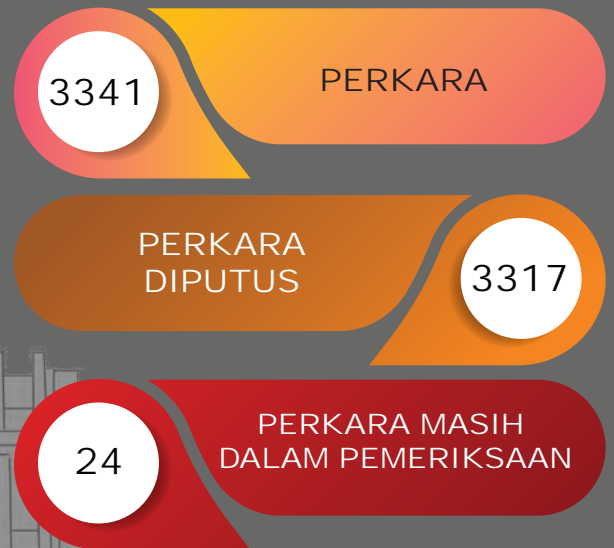 3341
PERKARA
PERKARA
DIPUTUS
3317
24
PERKARA MASIH
DALAM PEMERIKSAAN